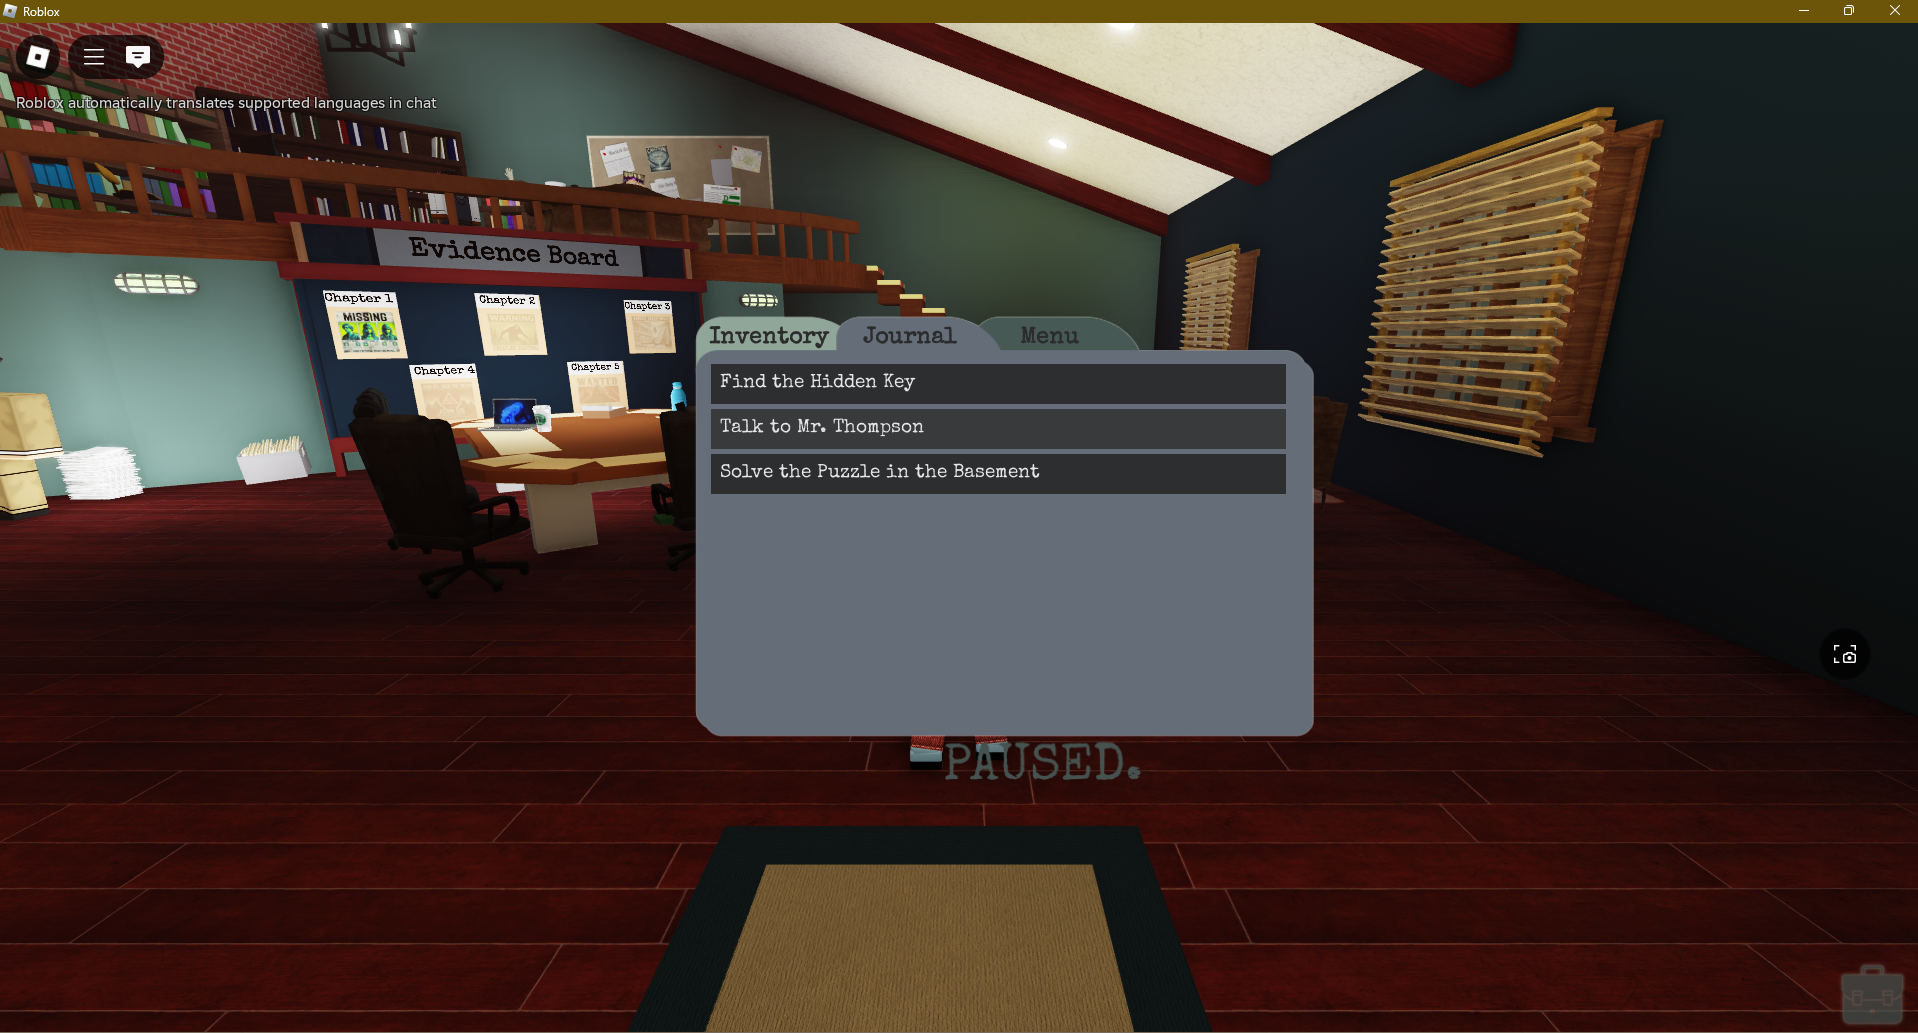 Roblox
Roblox automatically translates supported languages in chat
Evidence Board
Chapter 1
MISSING
Chapter 2
WARNING
Chapter 3
Chapter 4
Chapter 5
WANTED
Inventory
Journal
Menu
Find the Hidden Key
Talk to Mr. Thompson
Solve the Puzzle in the Basement
PAUSED.